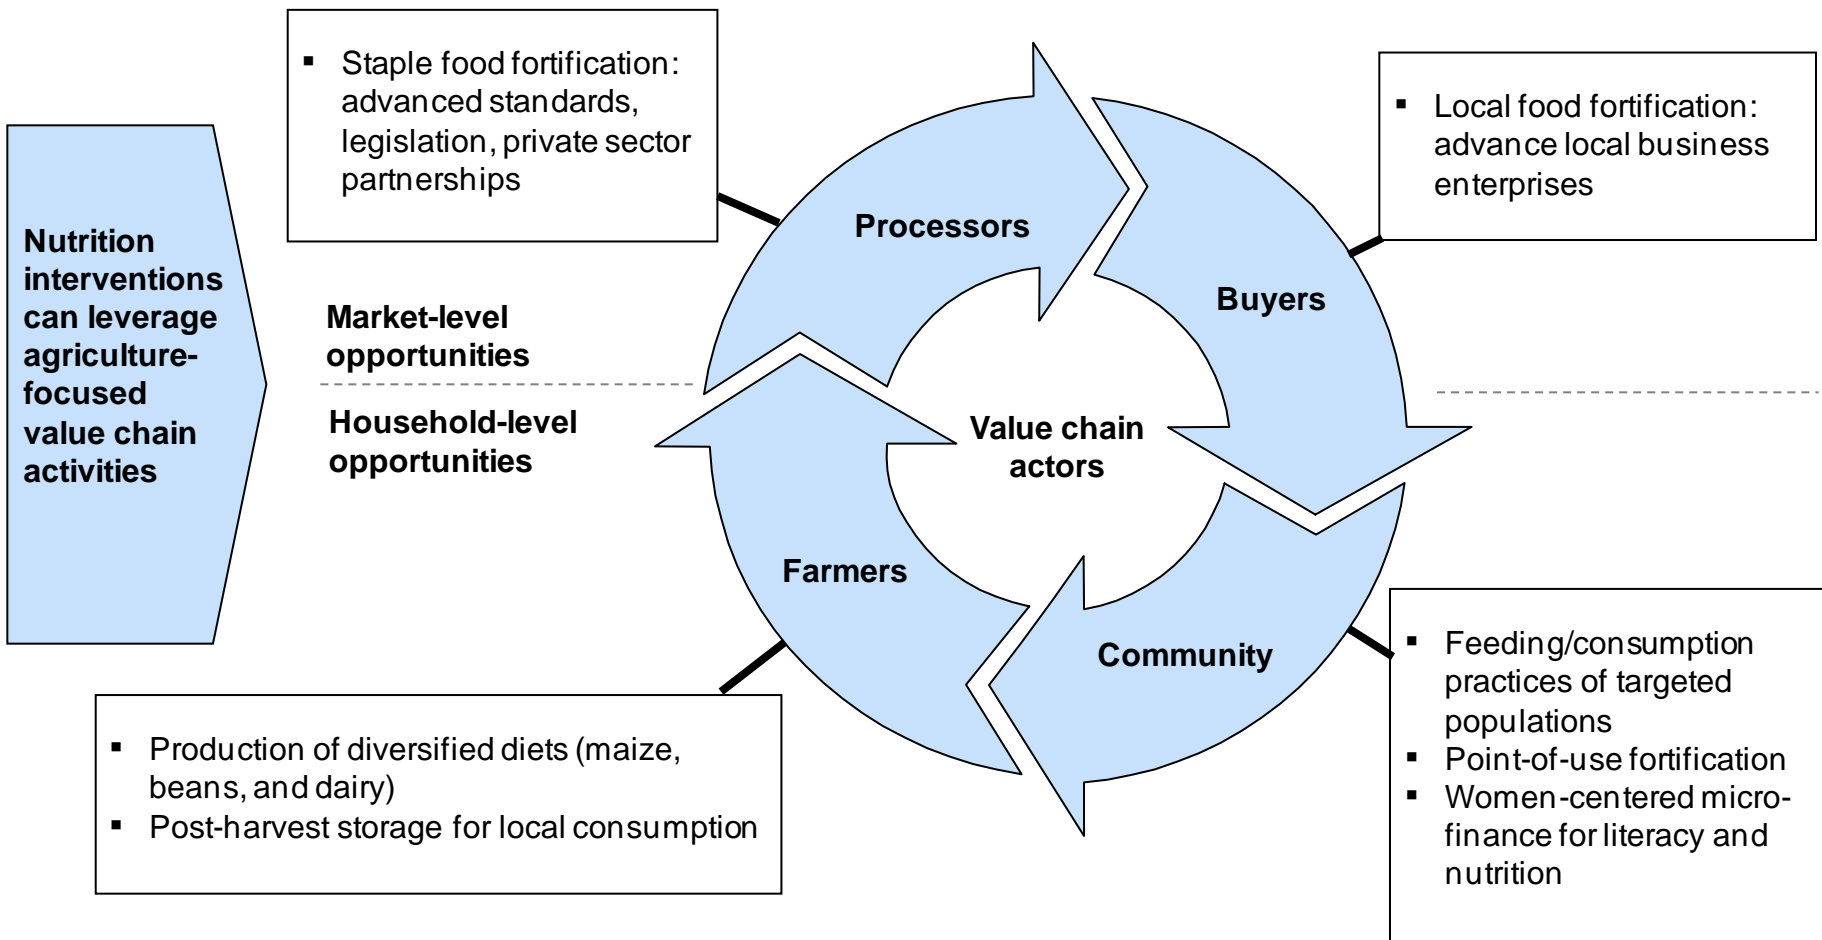 Nutrition
interventions
can leverage
agriculture-
focused
value chain
activities
▪ Staple food fortification:
advanced standards,
legislation, private sector
partnerships
▪ Local food fortification:
advance local business
enterprises
Market-level
opportunities
Household-level
opportunities
Processors
Buyers
Value chain
actors
Farmers
Community
▪ Production of diversified diets (maize,
beans, and dairy)
▪ Post-harvest storage for local consumption
▪ Feeding/consumption
practices of targeted
populations
▪ Point-of-use fortification
▪ Women-centered micro-
finance for literacy and
nutrition